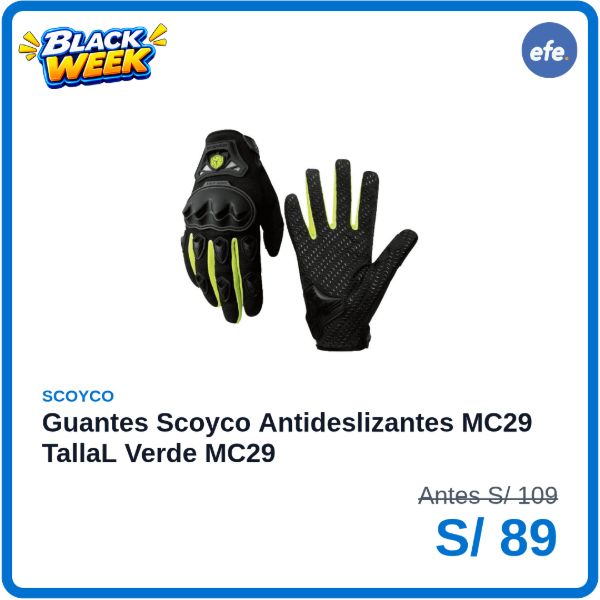 BLACK
WEEK
efe.
SCOYCO
Guantes Scoyco Antideslizantes MC29
TallaL Verde MC29
Antes S/ 109
S/ 89